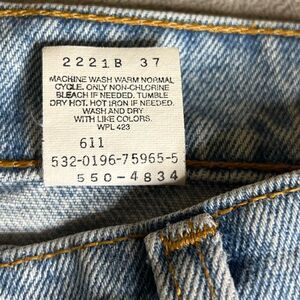 2221B 37
MACHINE WASH WARM NORMAL
CYCLE. ONLY NON-CHLORINE
BLEACH IF NEEDED. TUMBLE
DRY HOT. HOT IRON IF NEEDED.
WASH AND DRY
WITH LIKE COLORS.
WPL 423
611
532-0196-75965-5
550-4834